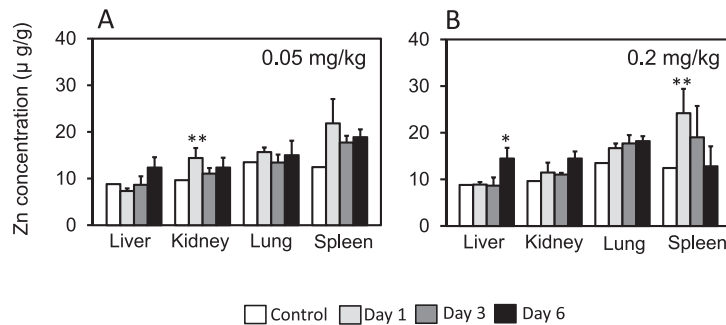 A
B
Zn concentration (µ g/g)
40
30
20
10
0
0.05 mg/kg
**
Liver Kidney Lung Spleen
40
30
20
10
0
0.2 mg/kg
*
**
Liver Kidney Lung Spleen
Control Day 1 Day 3 Day 6